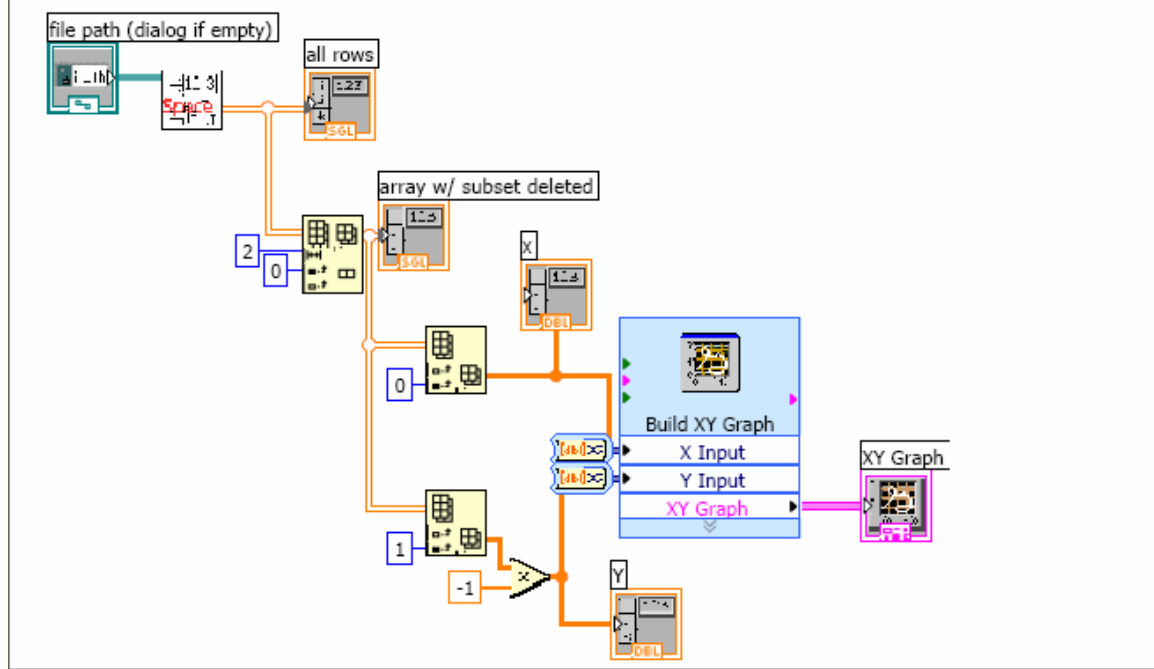 file path (dialog if empty)
all rows
Space
SGL
array w/ subset deleted
2
0
SGL
X
DBL
0
Build XY Graph
X Input
Y Input
XY Graph
XY Graph
1
-1
x
Y
DBL